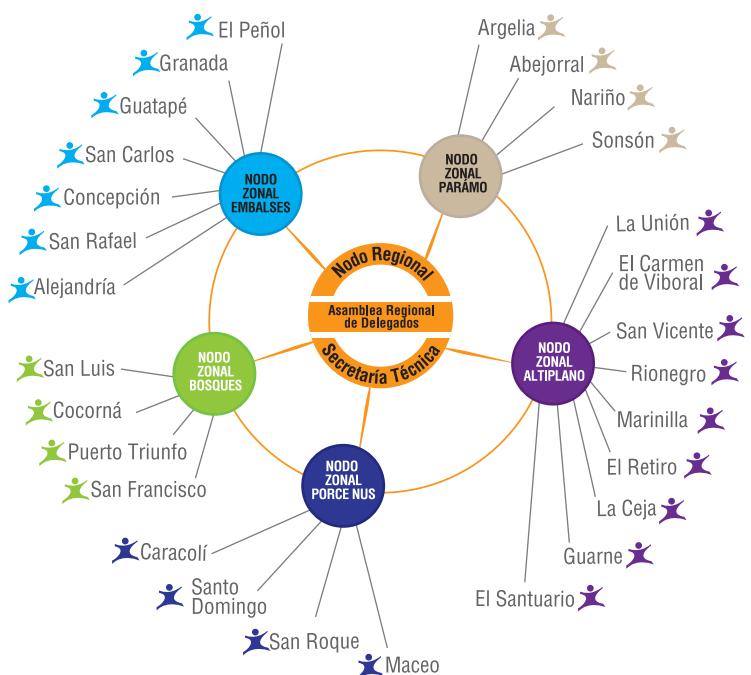 El Peñol
Granada
Guatapé
San Carlos
Concepción
San Rafael
Alejandría
NODO
ZONAL
EMBALSES
Argelia
Abejorral
Nariño
Sonsón
NODO
ZONAL
PARÁMO
Nodo Regional
Asamblea Regional
de Delegados
Secretaría Técnica
La Unión
El Carmen
de Viboral
San Vicente
Rionegro
Marinilla
El Retiro
La Ceja
Guarne
El Santuario
NODO
ZONAL
ALTIPLANO
NODO
ZONAL
BOSQUES
San Luis
Cocorná
Puerto Triunfo
San Francisco
NODO
ZONAL
PORCE NUS
Caracolí
Santo
Domingo
San Roque
Maceo